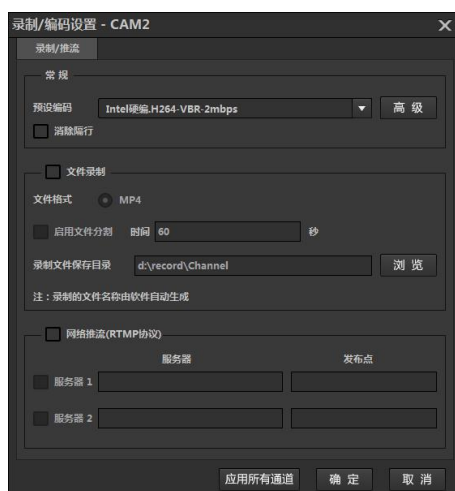 录制/编码设置 - CAM2
录制/推流
常 规
预设编码 Intel硬编.H264-VBR-2mbps 高 级
消除隔行
文件录制
文件格式 MP4
启用文件分割 时间 60 秒
录制文件保存目录 d:\record\Channel 浏 览
注：录制的文件名称由软件自动生成
网络推流(RTMP协议)
服务器 发布点
服务器 1
服务器 2
应用所有通道 确 定 取 消